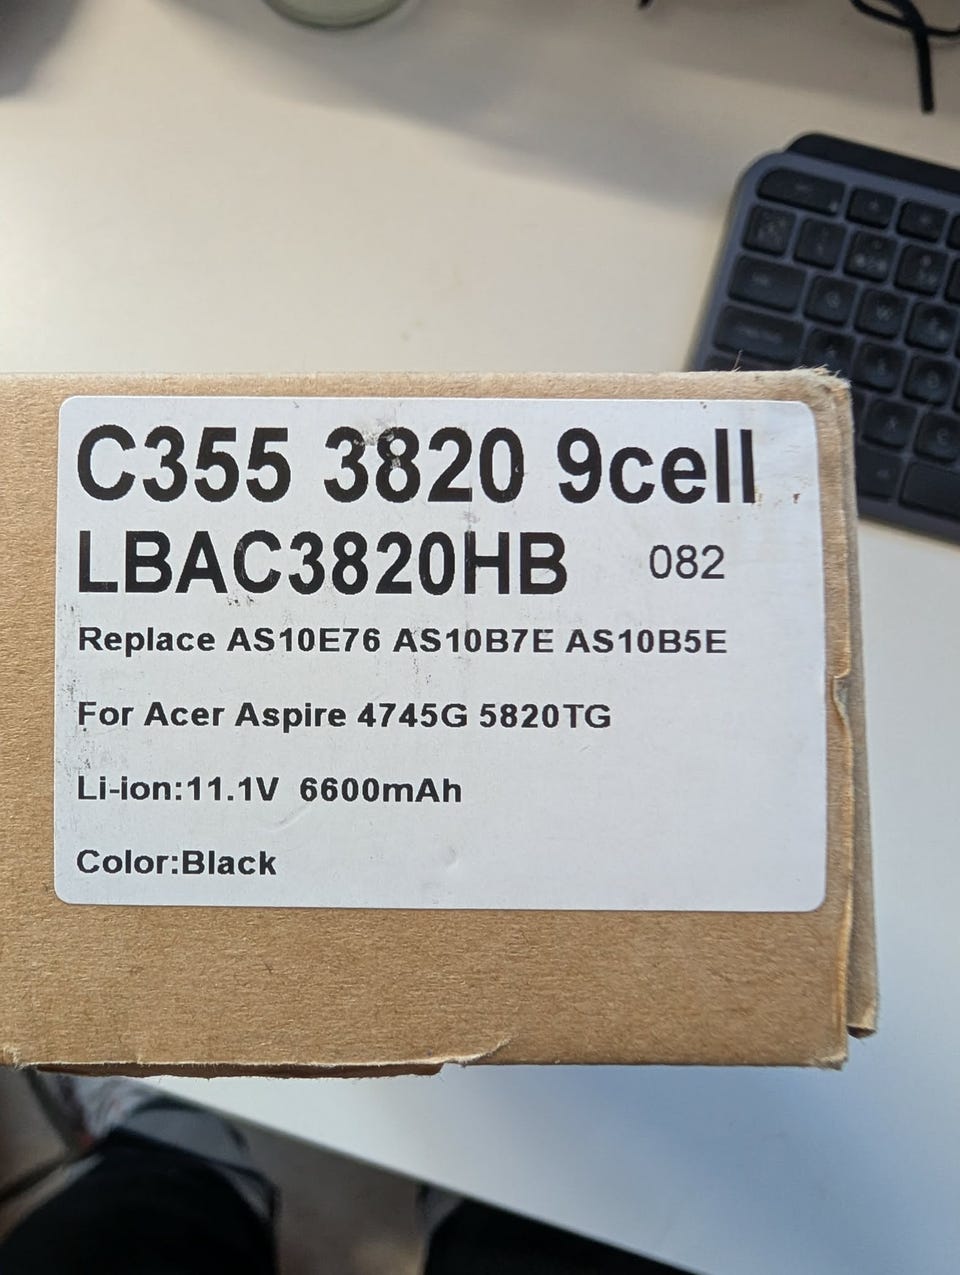 C355 3820 9cell
LBAC3820HB 082
Replace AS10E76 AS10B7E AS10B5E
For Acer Aspire 4745G 5820TG
Li-ion:11.1V 6600mAh
Color:Black